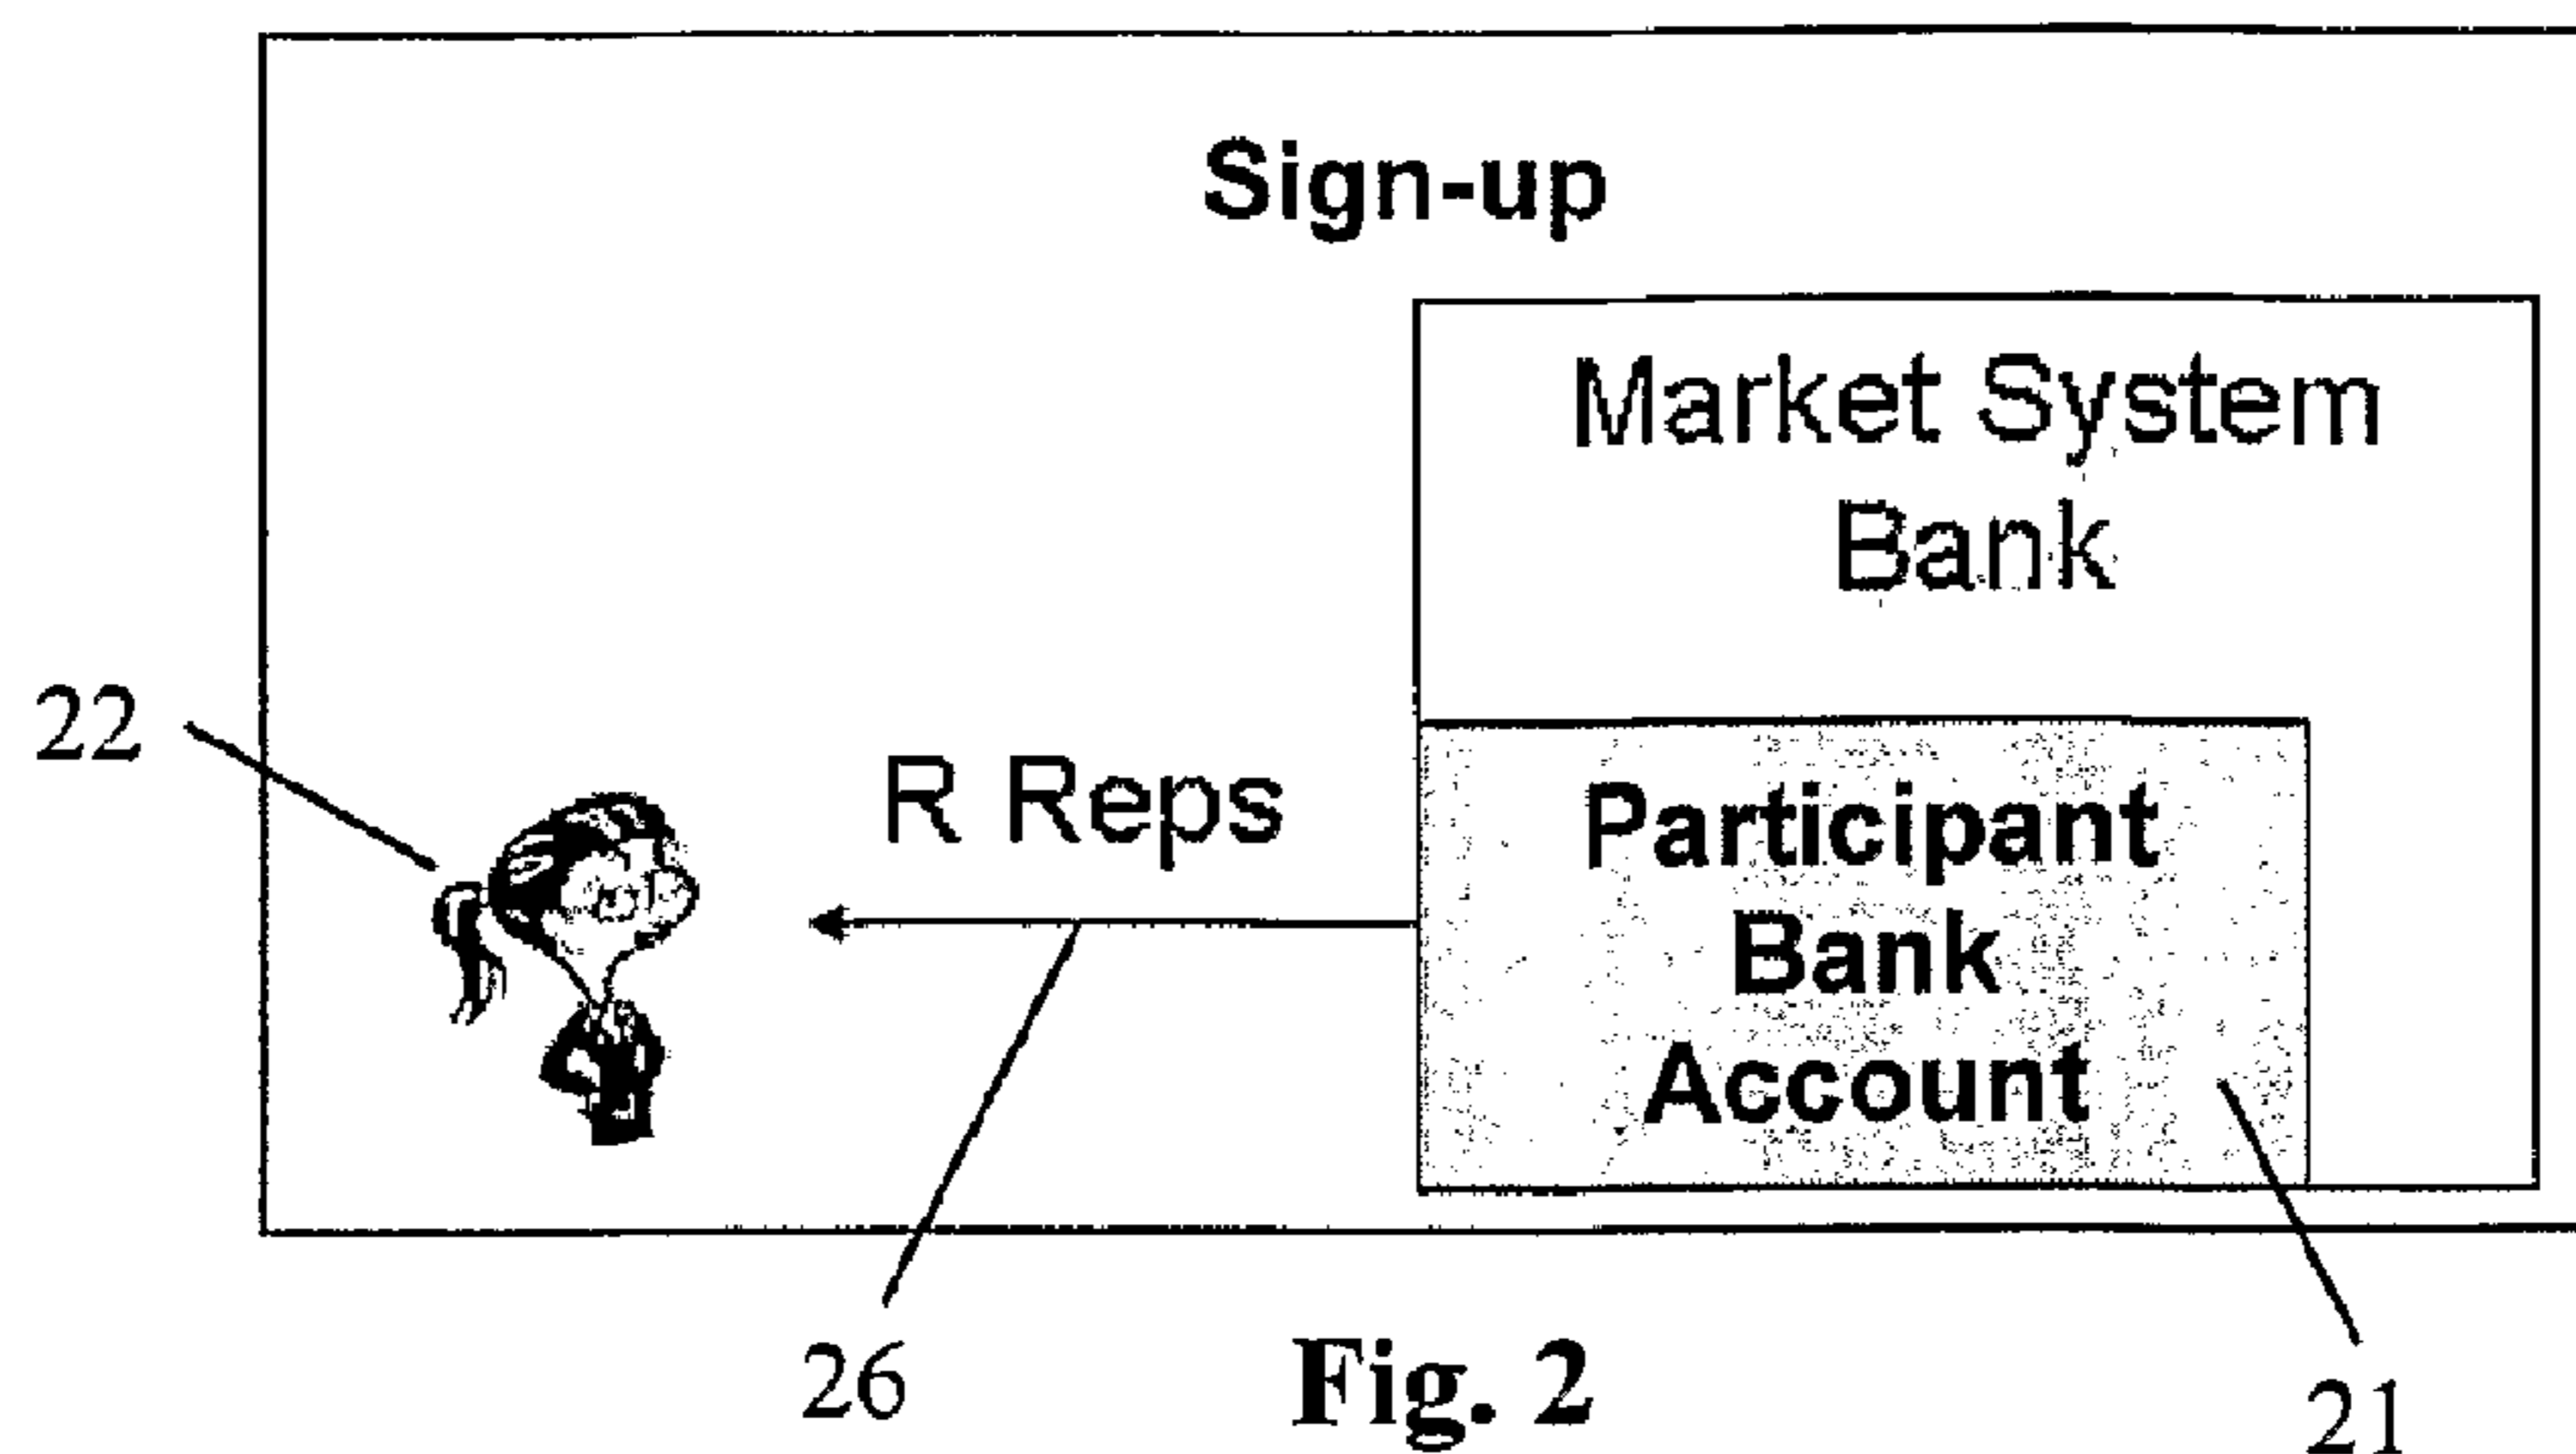 Sign-up
Market System
Bank
22
R Reps
Participant
Bank
Account
26
Fig. 2
21